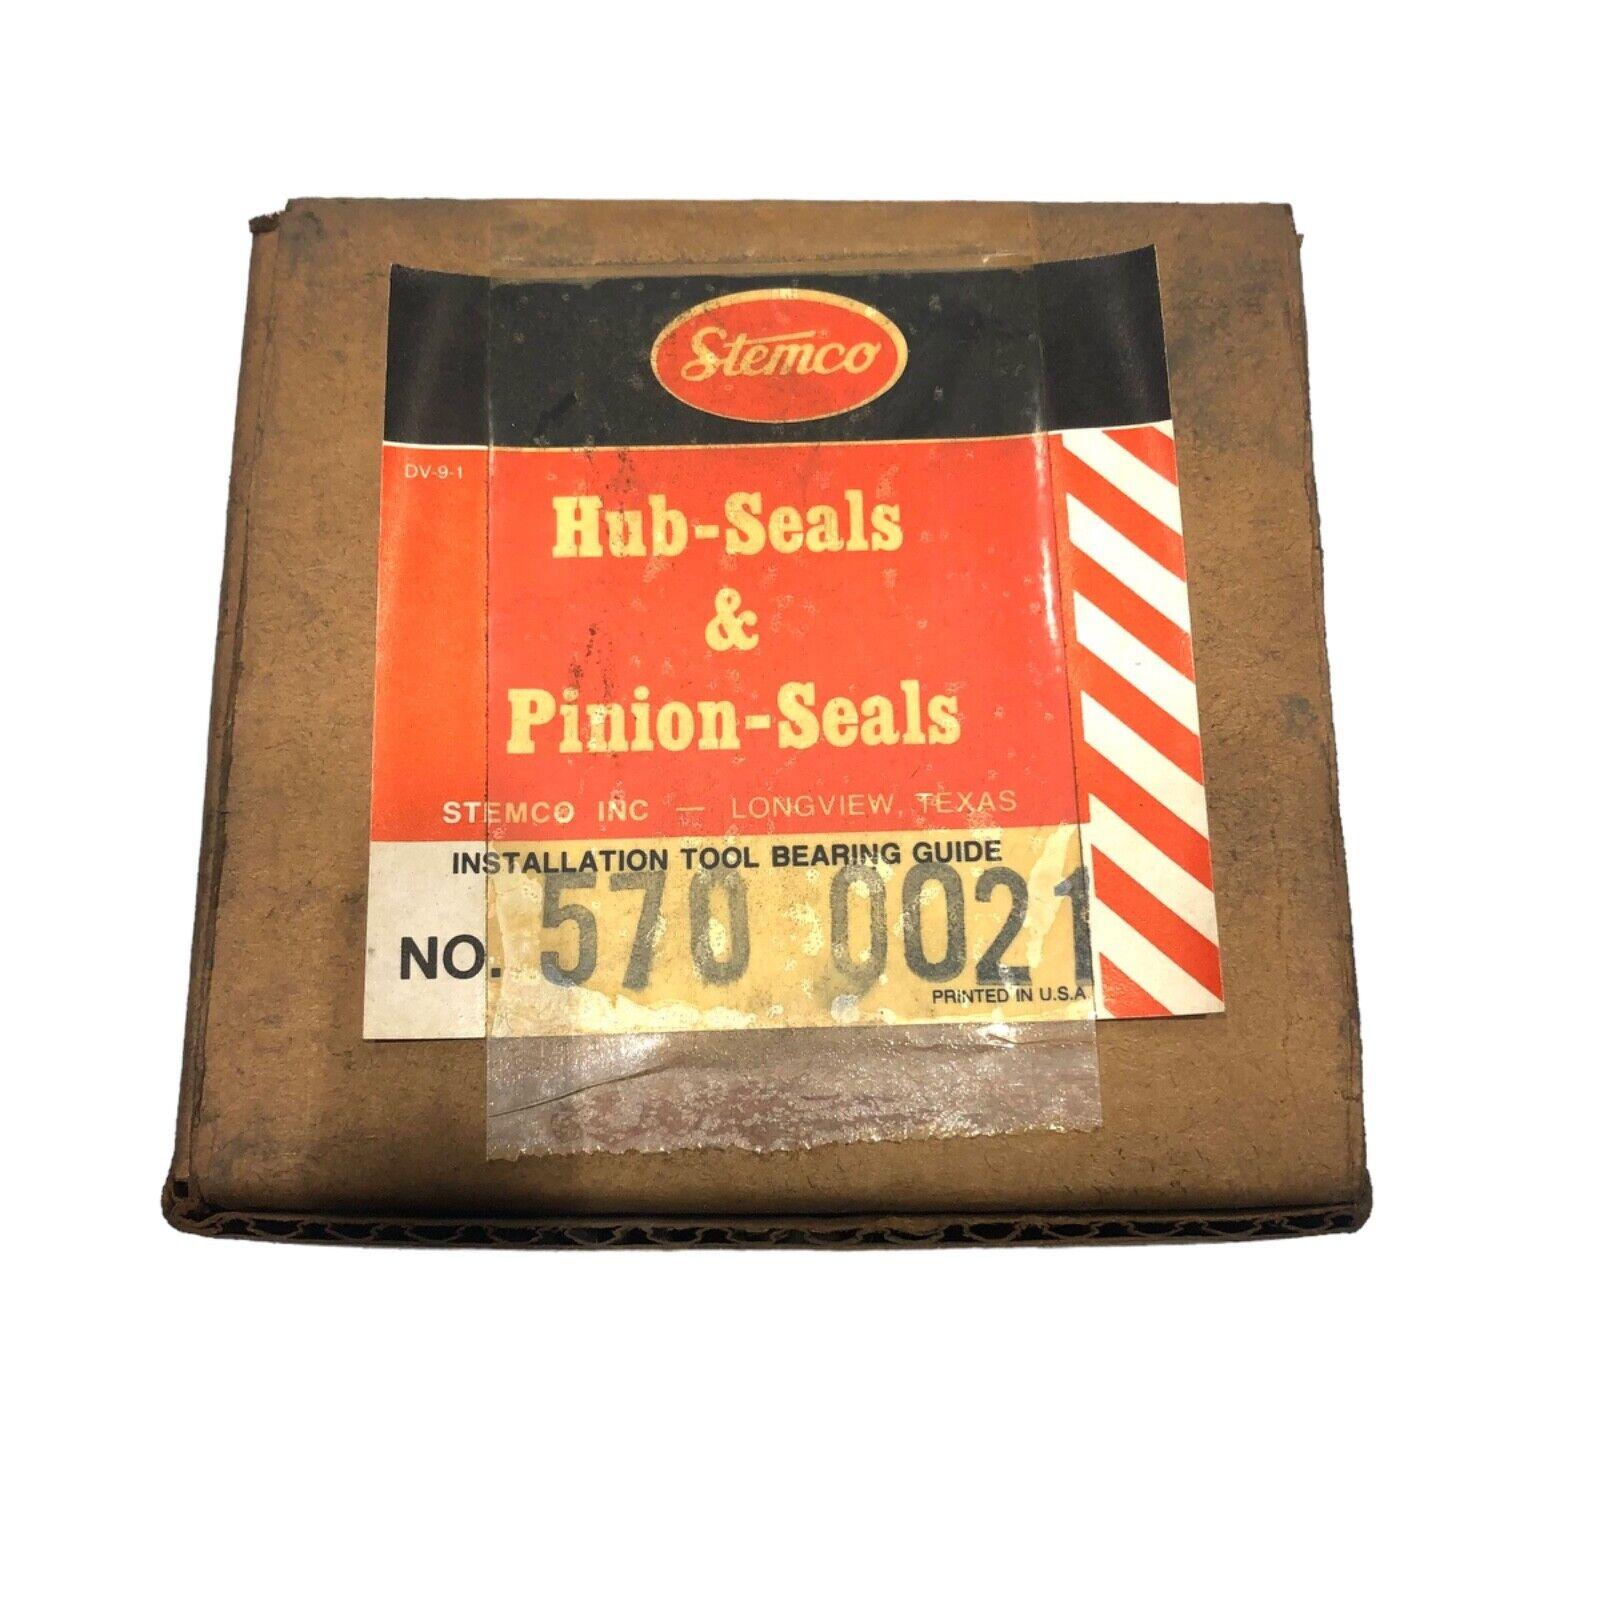 Stemco
DV-9-1
Hub-Seals
&
Pinion-Seals
STEMCO INC — LONGVIEW, TEXAS
INSTALLATION TOOL BEARING GUIDE
NO. 570 0021
PRINTED IN U.S.A